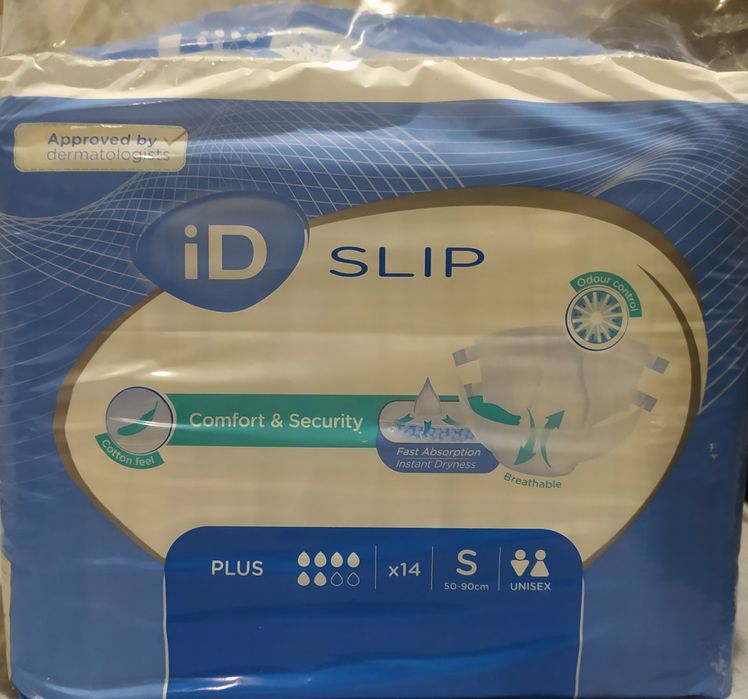 Approved by
dermatologists
iD SLIP
Odour control
Comfort & Security
Cotton feel
Fast Absorption
instant Dryness
Breathable
PLUS
x14
S
50-90cm
UNISEX